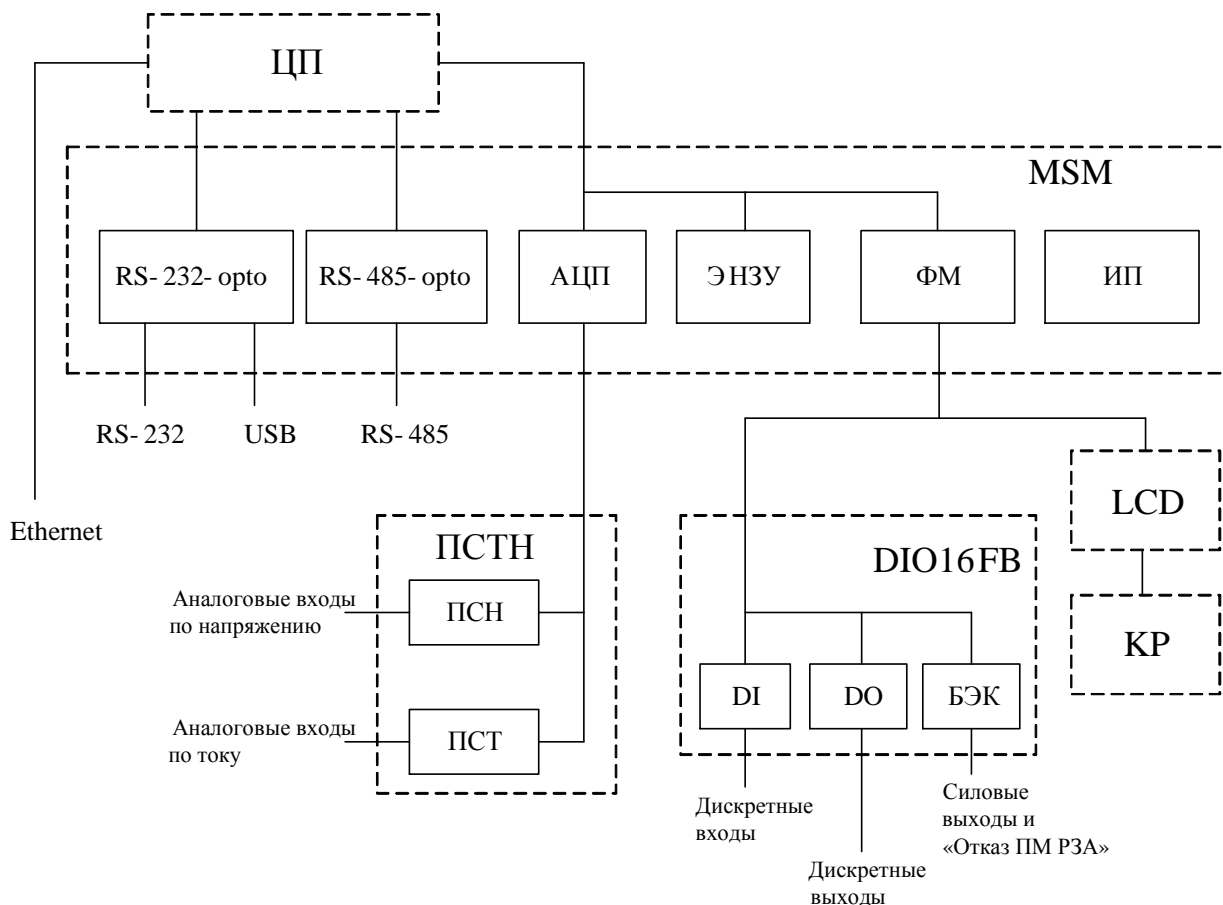 ЦП
MSM
RS-232-opto
RS-485-opto
АЦП
ЭНЗУ
ФМ
ИП
RS-232
USB
RS-485
Ethernet
LCD
KP
ПСТН
Аналоговые входы
по напряжению
ПСН
Аналоговые входы
по току
ПСТ
DIO16FB
DI
DO
БЭК
Дискретные
входы
Дискретные
выходы
Силовые
выходы и
«Отказ ПМ РЗА»